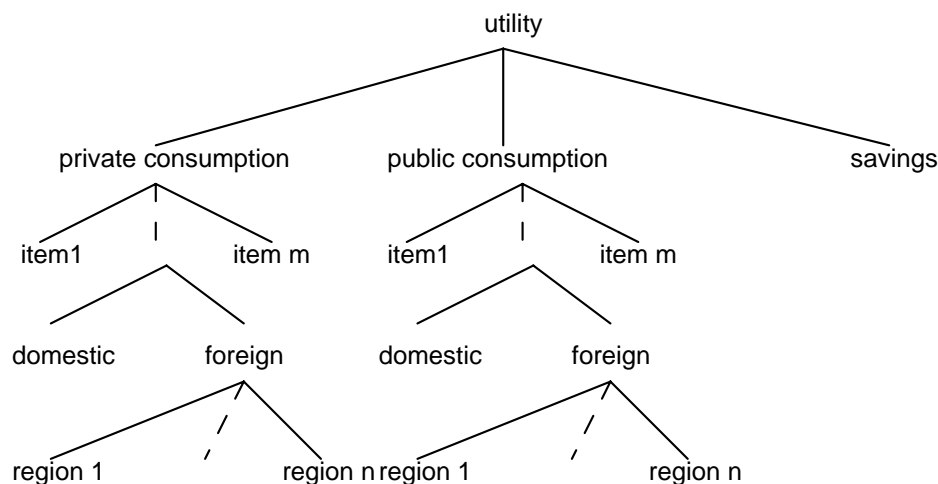 utility
private consumption public consumption savings
item1 item m item1 item m
domestic foreign domestic foreign
region 1 region n region 1 region n